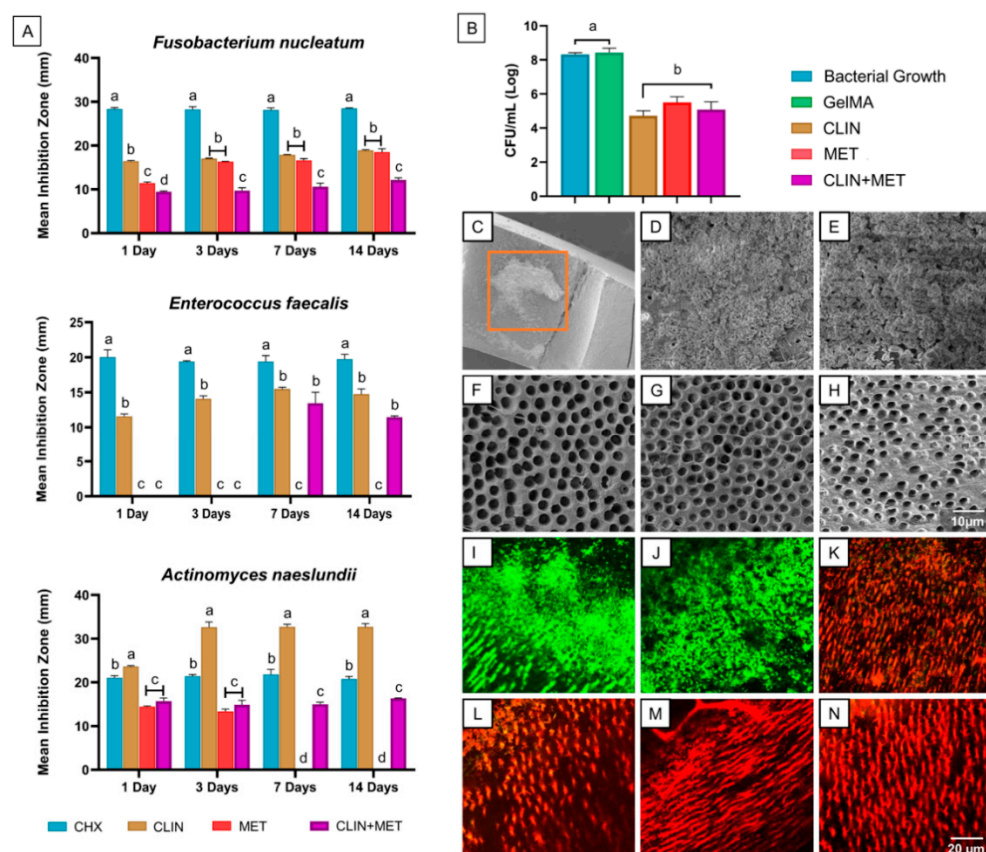 A
Fusobacterium nucleatum
Mean Inhibition Zone (mm)
40
30
20
10
0
a
b
c
d
a
b
c
a
b
c
a
b
c
1 Day
3 Days
7 Days
14 Days
Enterococcus faecalis
Mean Inhibition Zone (mm)
25
20
15
10
5
0
a
b
c c
a
b
c c
a
b
c
b
a
b
c
b
1 Day
3 Days
7 Days
14 Days
Actinomyces naeslundii
Mean Inhibition Zone (mm)
40
30
20
10
0
b
a
c
b
a
c
b
a
d
c
b
a
d
c
1 Day
3 Days
7 Days
14 Days
CHX
CLIN
MET
CLIN+MET
B
CFU/mL (Log)
10
8
6
4
2
0
a
b
Bacterial Growth
GelMA
CLIN
MET
CLIN+MET
C
D
E
F
G
H
10µm
I
J
K
L
M
N
20 µm